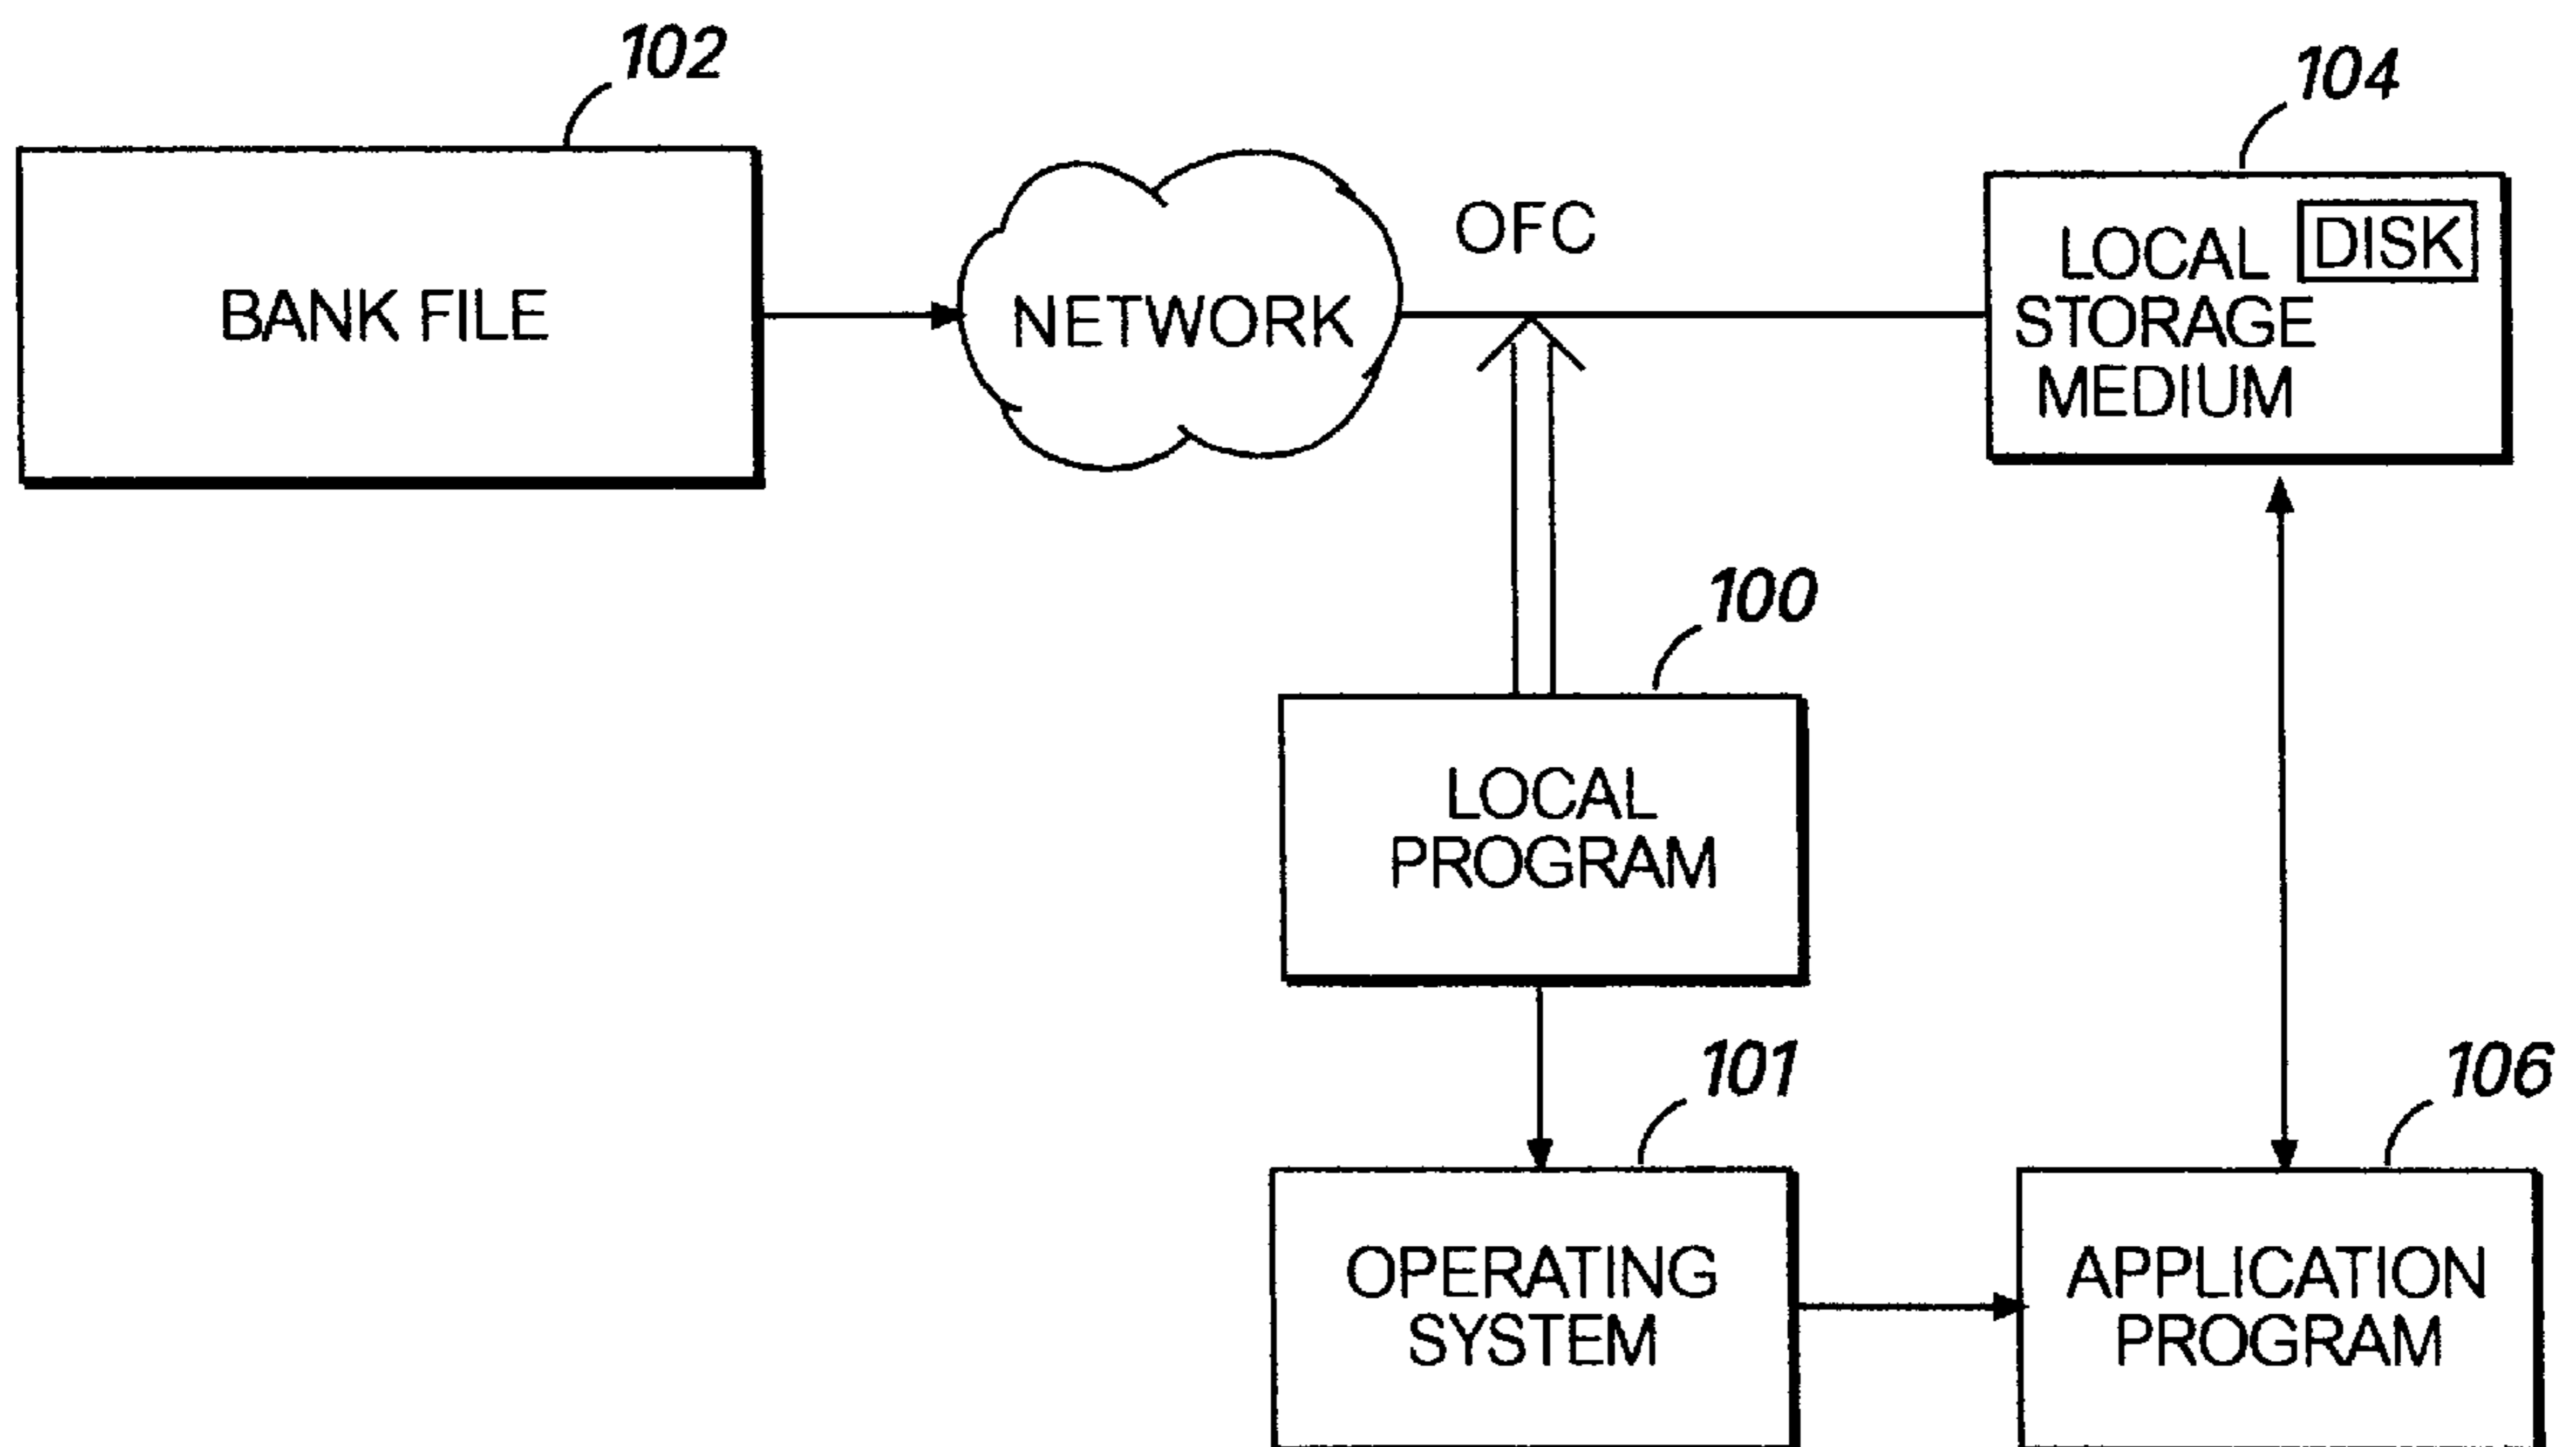 102
104
BANK FILE
NETWORK
OFC
LOCAL
DISK
STORAGE
MEDIUM
100
LOCAL
PROGRAM
101
106
OPERATING
SYSTEM
APPLICATION
PROGRAM